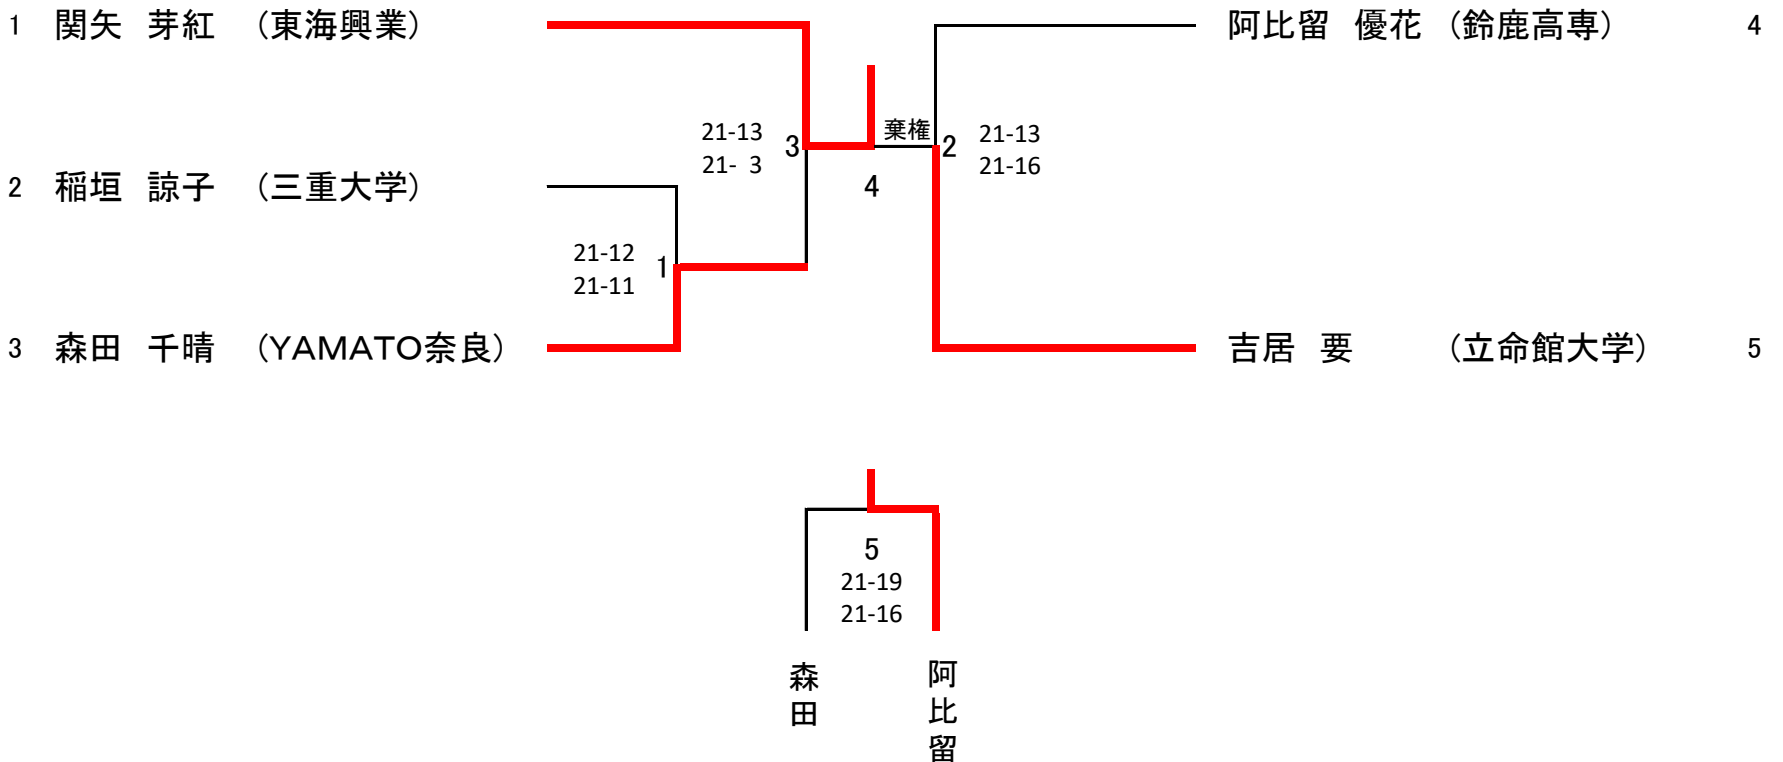 1 関矢 芽紅 (東海興業)
阿比留 優花 (鈴鹿高専) 4
棄権
21-13
21- 3
3
2
21-13
21-16
2 稲垣 諒子 (三重大学)
4
21-12
21-11
1
3 森田 千晴 (YAMATO奈良)
吉居 要 (立命館大学) 5
5
21-19
21-16
森田
阿比留